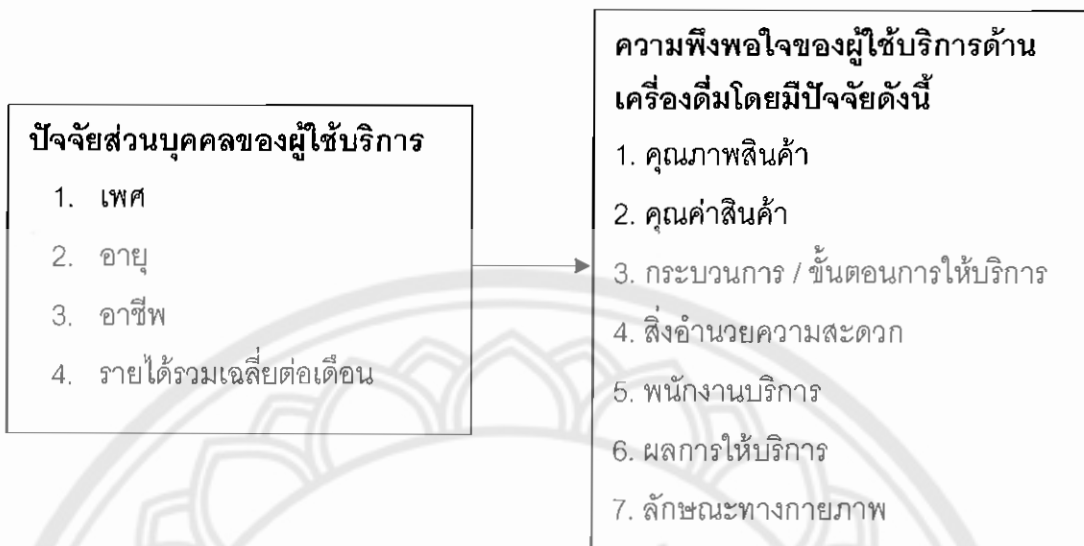 ปัจจัยส่วนบุคคลของผู้ใช้บริการ
1. เพศ
2. อายุ
3. อาชีพ
4. รายได้รวมเฉลี่ยต่อเดือน
ความพึงพอใจของผู้ใช้บริการด้าน
เครื่องดื่มโดยมีปัจจัยดังนี้
1. คุณภาพสินค้า
2. คุณค่าสินค้า
3. กระบวนการ / ขั้นตอนการให้บริการ
4. สิ่งอำนวยความสะดวก
5. พนักงานบริการ
6. ผลการให้บริการ
7. ลักษณะทางกายภาพ